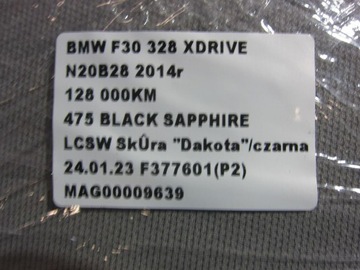 BMW F30 328 XDRIVE
N20B28 2014r
128 000KM
475 BLACK SAPPHIRE
LCSW SkÛra "Dakota"/czarna
24.01.23 F377601(P2)
MAG00009639